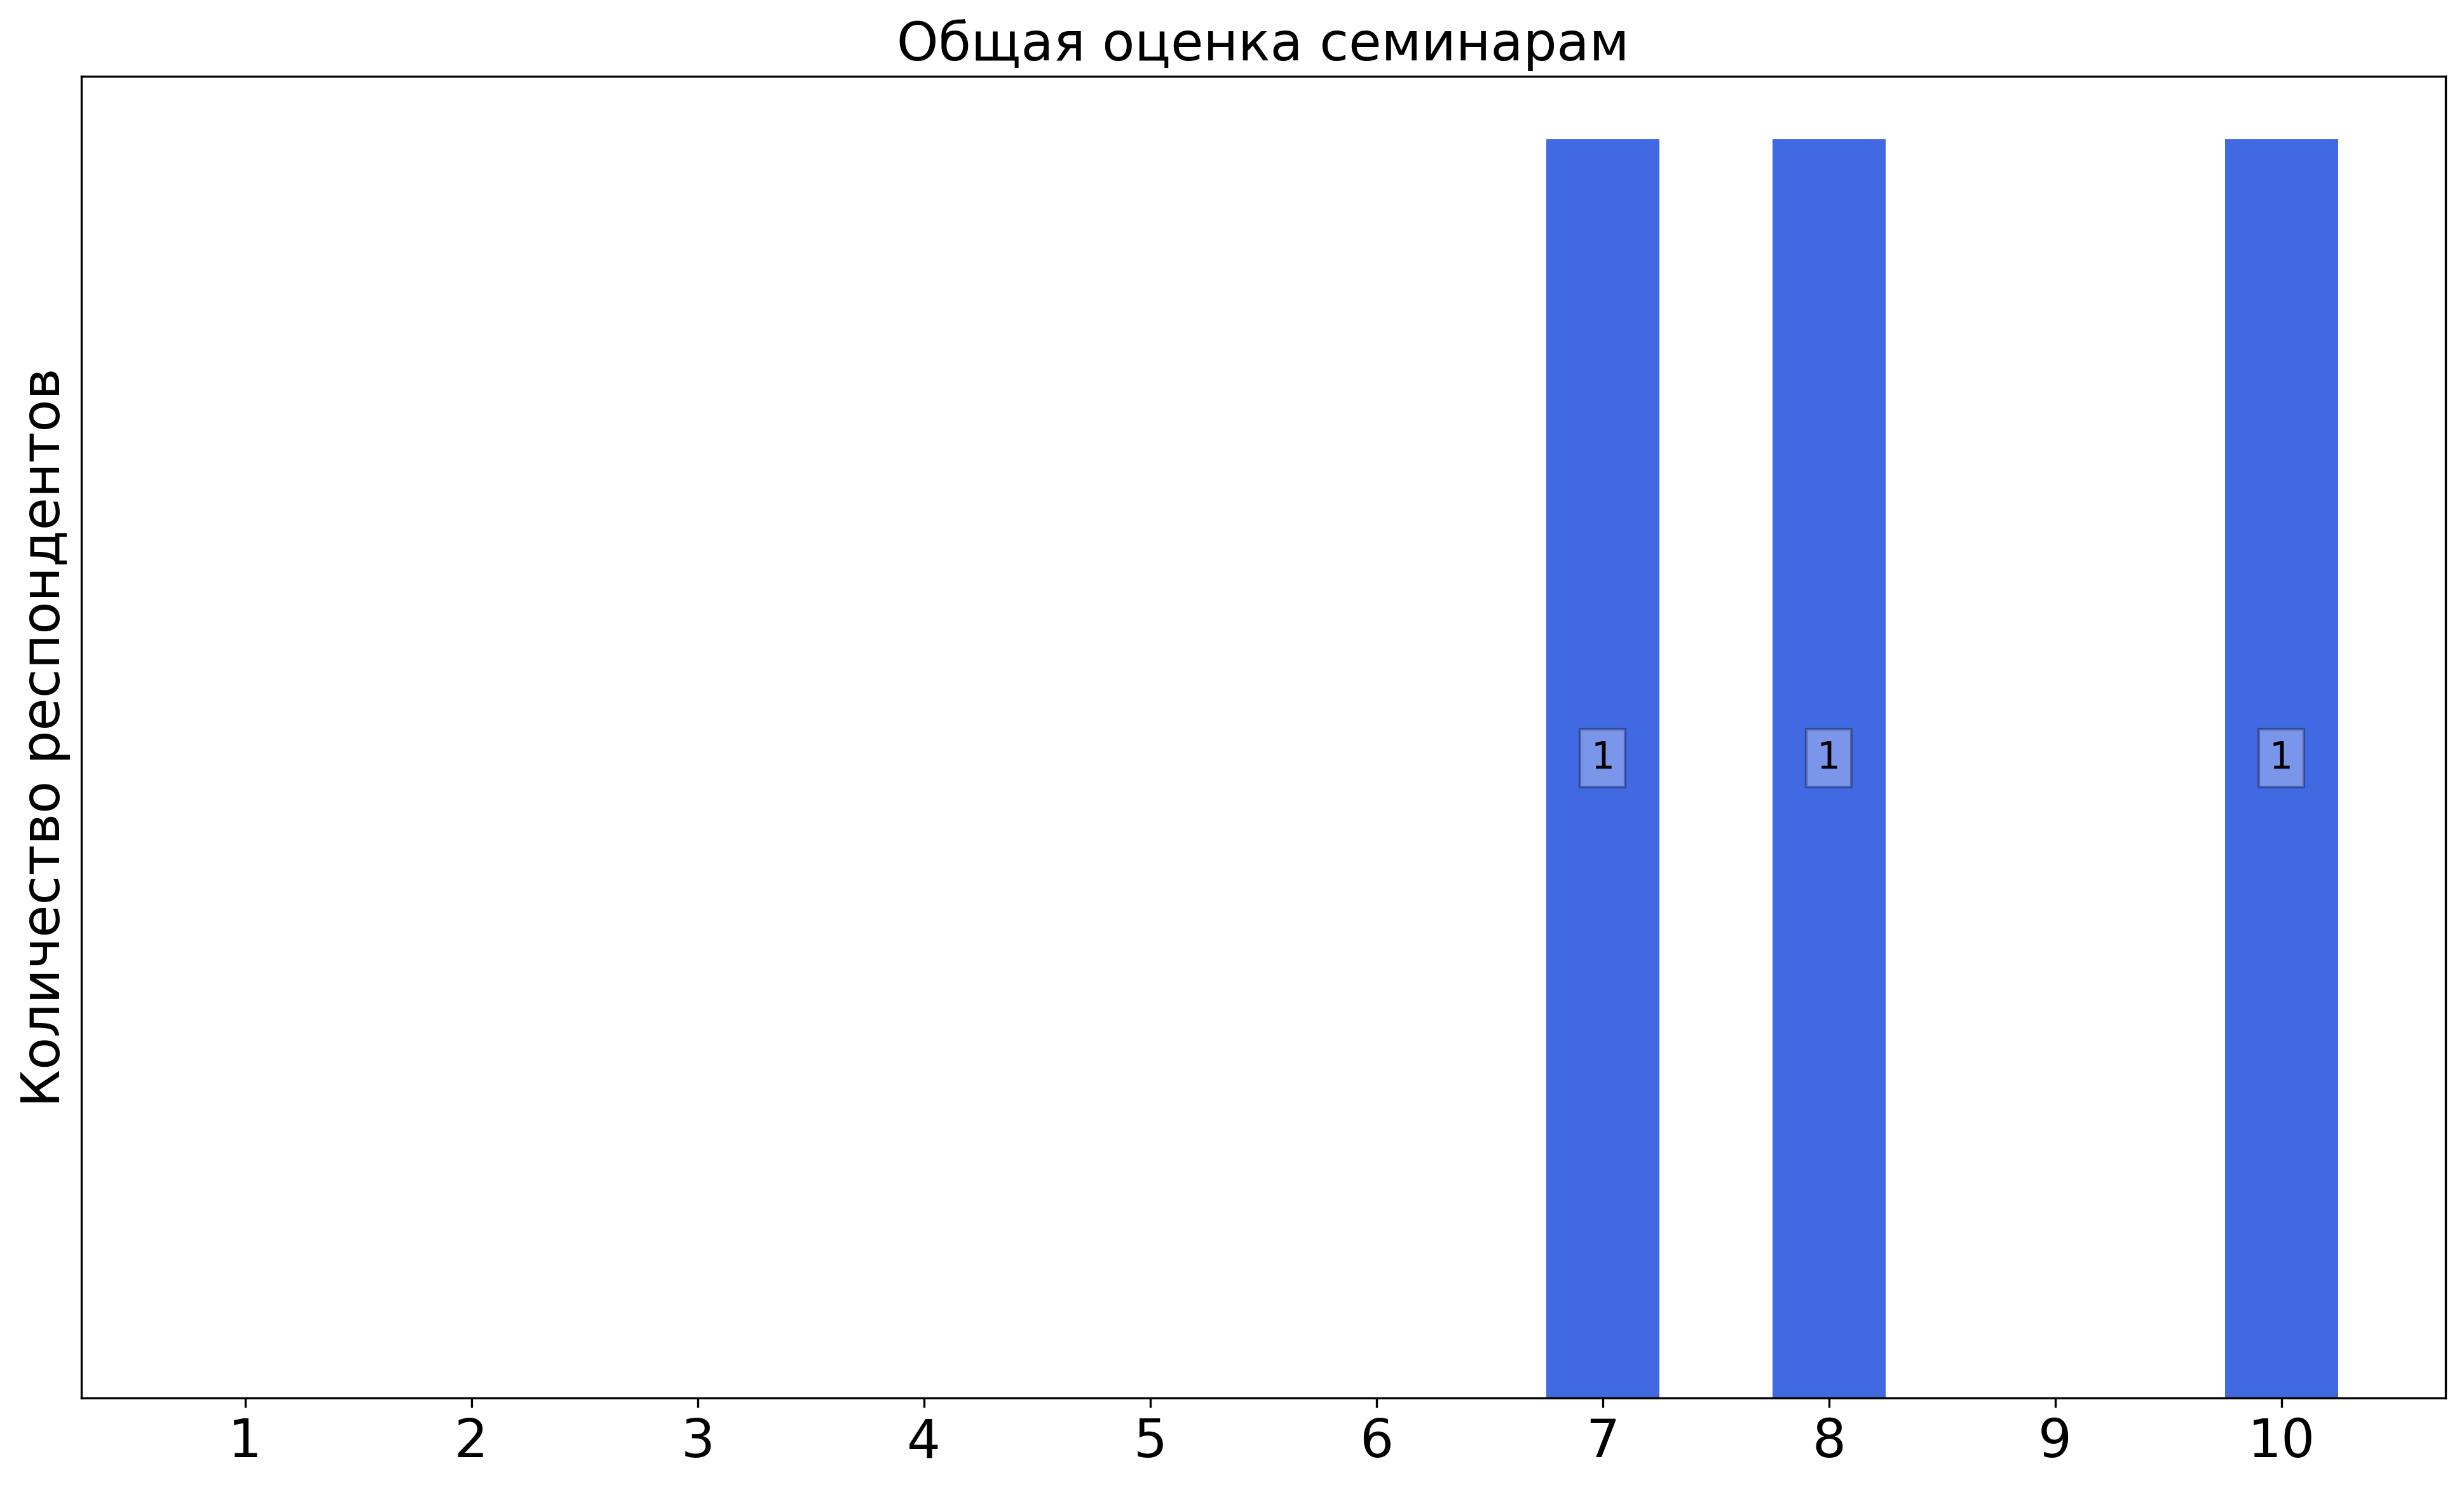 Общая оценка семинарам
Количество респондентов
1 1 1
1 2 3 4 5 6 7 8 9 10